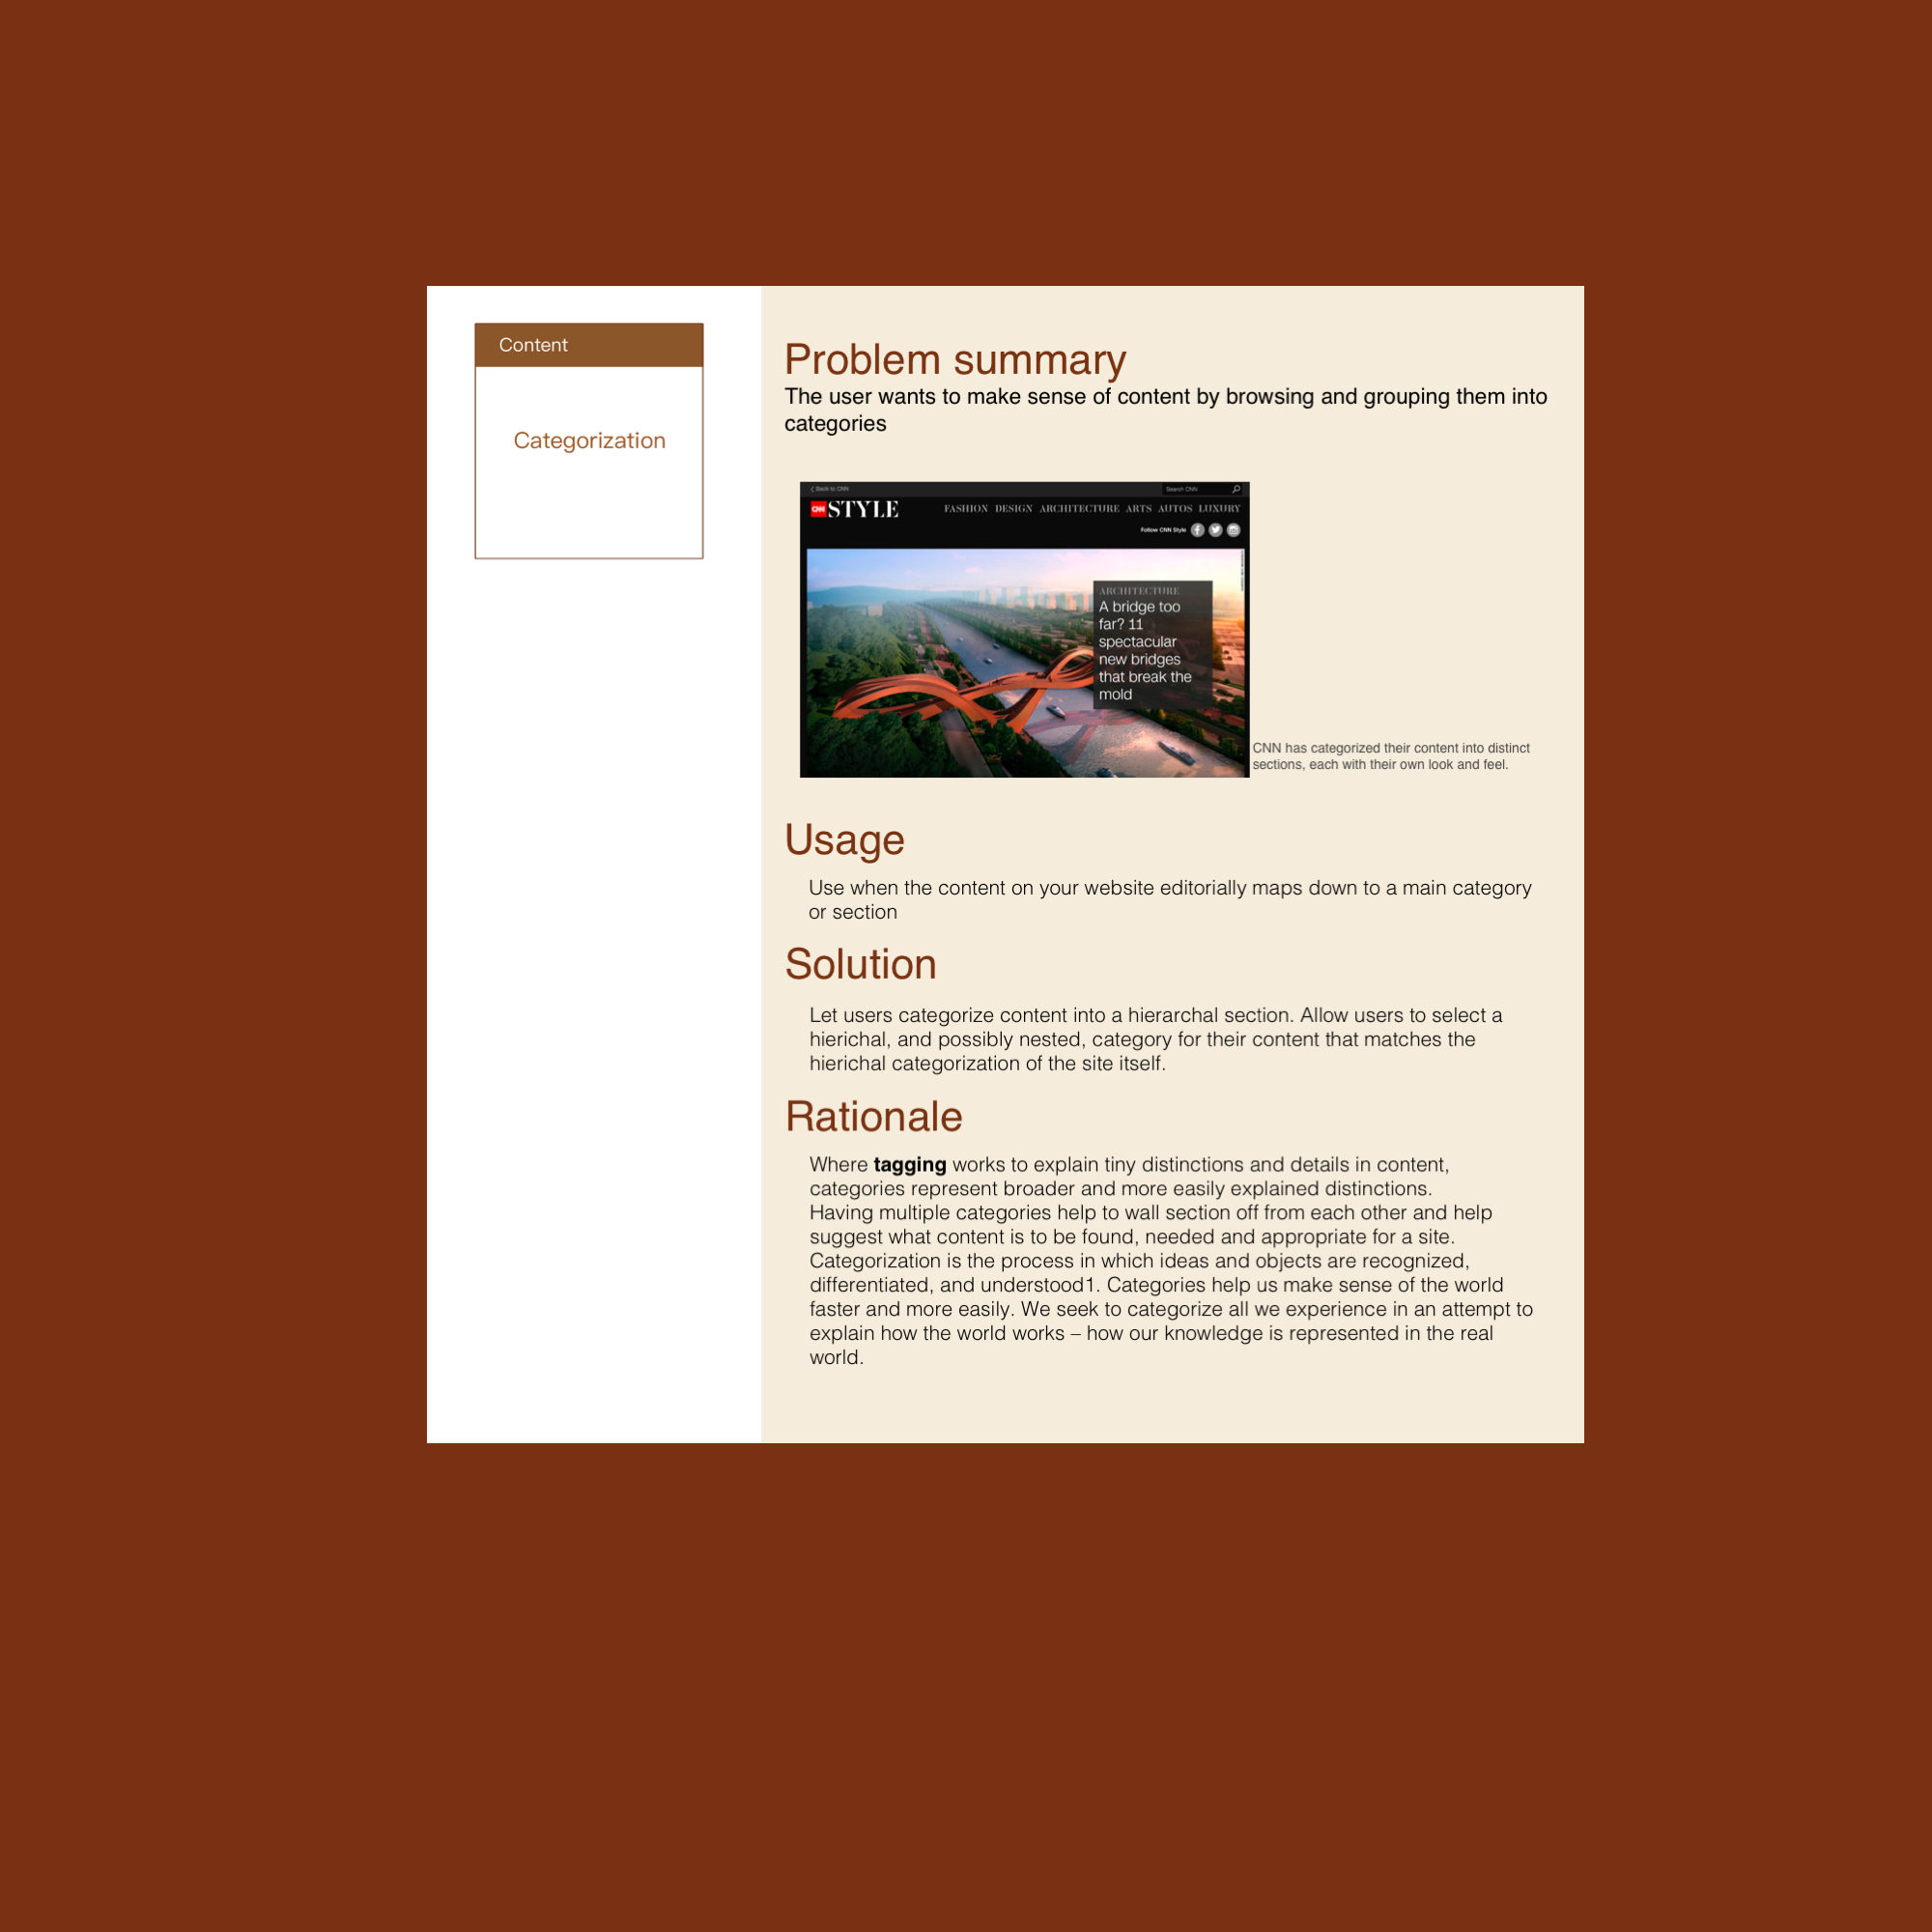 Content
Categorization
Problem summary
The user wants to make sense of content by browsing and grouping them into
categories
Back to CNN
Search CNN
CNN STYLE
FASHION DESIGN ARCHITECTURE ARTS AUTOS LUXURY
Follow CNN Style
ARCHITECTURE
A bridge too
far? 11
spectacular
new bridges
that break the
mold
CNN has categorized their content into distinct
sections, each with their own look and feel.
Usage
Use when the content on your website editorially maps down to a main category
or section
Solution
Let users categorize content into a hierarchal section. Allow users to select a
hierichal, and possibly nested, category for their content that matches the
hierichal categorization of the site itself.
Rationale
Where tagging works to explain tiny distinctions and details in content,
categories represent broader and more easily explained distinctions.
Having multiple categories help to wall section off from each other and help
suggest what content is to be found, needed and appropriate for a site.
Categorization is the process in which ideas and objects are recognized,
differentiated, and understood1. Categories help us make sense of the world
faster and more easily. We seek to categorize all we experience in an attempt to
explain how the world works – how our knowledge is represented in the real
world.